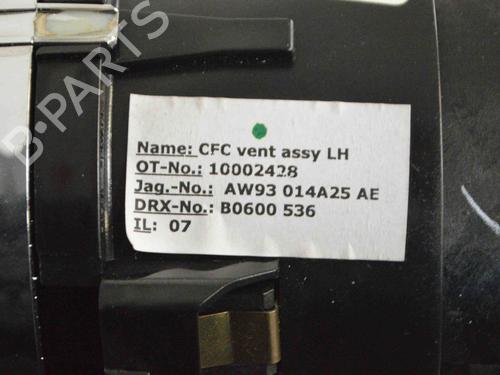 B-PARTS
Name: CFC vent assy LH
OT-No.: 10002428
Jag.-No.: AW93 014A25 AE
DRX-No.: B0600 536
IL: 07